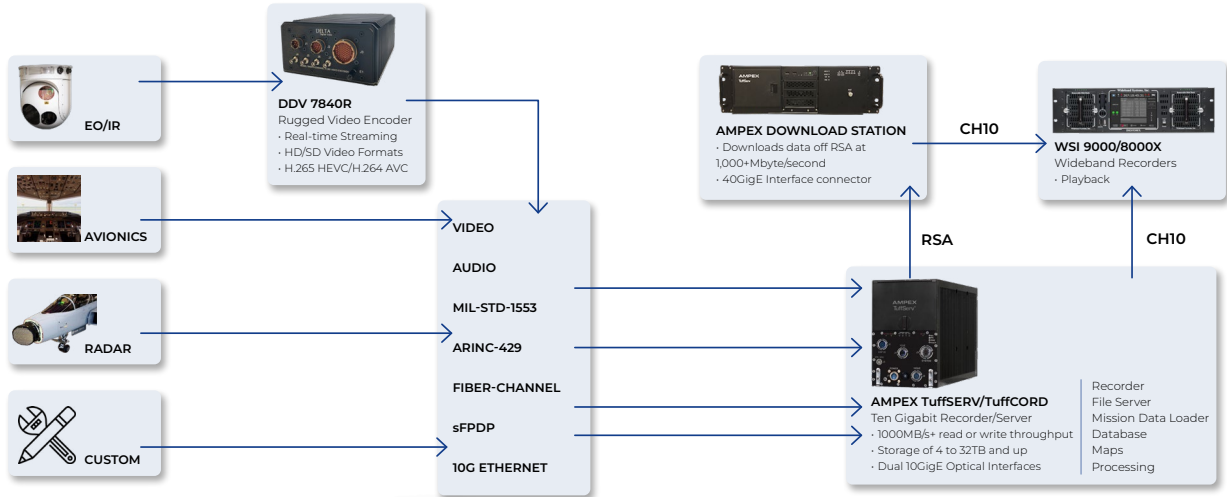 EO/IR
AVIONICS
RADAR
CUSTOM
DELTA
DDV 7840R
Rugged Video Encoder
· Real-time Streaming
· HD/SD Video Formats
· H.265 HEVC/H.264 AVC
VIDEO
AUDIO
MIL-STD-1553
ARINC-429
FIBER-CHANNEL
sFPDP
10G ETHERNET
AMPEX
AMPEX DOWNLOAD STATION
· Downloads data off RSA at
1,000+Mbyte/second
· 40GigE Interface connector
CH10
Wideband Systems, Inc.
WSI 9000/8000X
Wideband Recorders
· Playback
RSA
CH10
AMPEX
TuffServ
AMPEX TuffSERV/TuffCORD
Ten Gigabit Recorder/Server
· 1000MB/s+ read or write throughput
· Storage of 4 to 32TB and up
· Dual 10GigE Optical Interfaces
Recorder
File Server
Mission Data Loader
Database
Maps
Processing